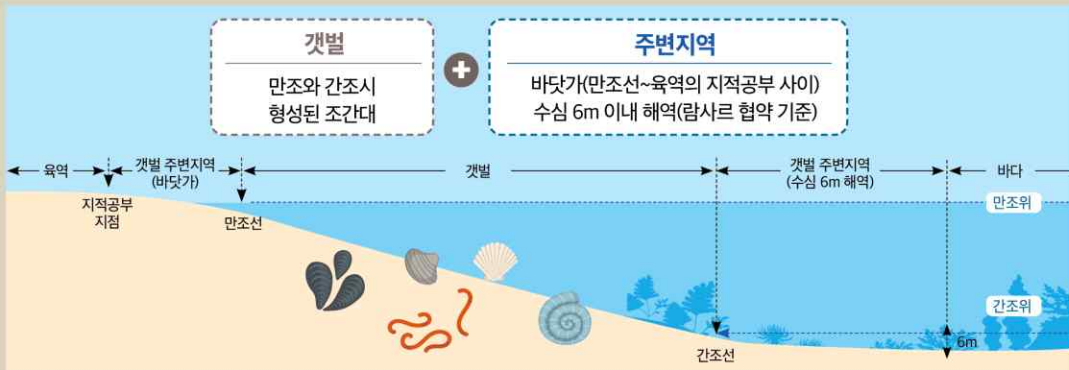 갯벌
만조와 간조시
형성된 조간대
주변지역
바닷가(만조선~육역의 지적공부 사이)
수심 6m 이내 해역(람사르 협약 기준)
육역
갯벌 주변지역
(바닷가)
갯벌
갯벌 주변지역
(수심 6m 해역)
바다
지적공부
지점
만조선
만조위
간조위
간조선
6m